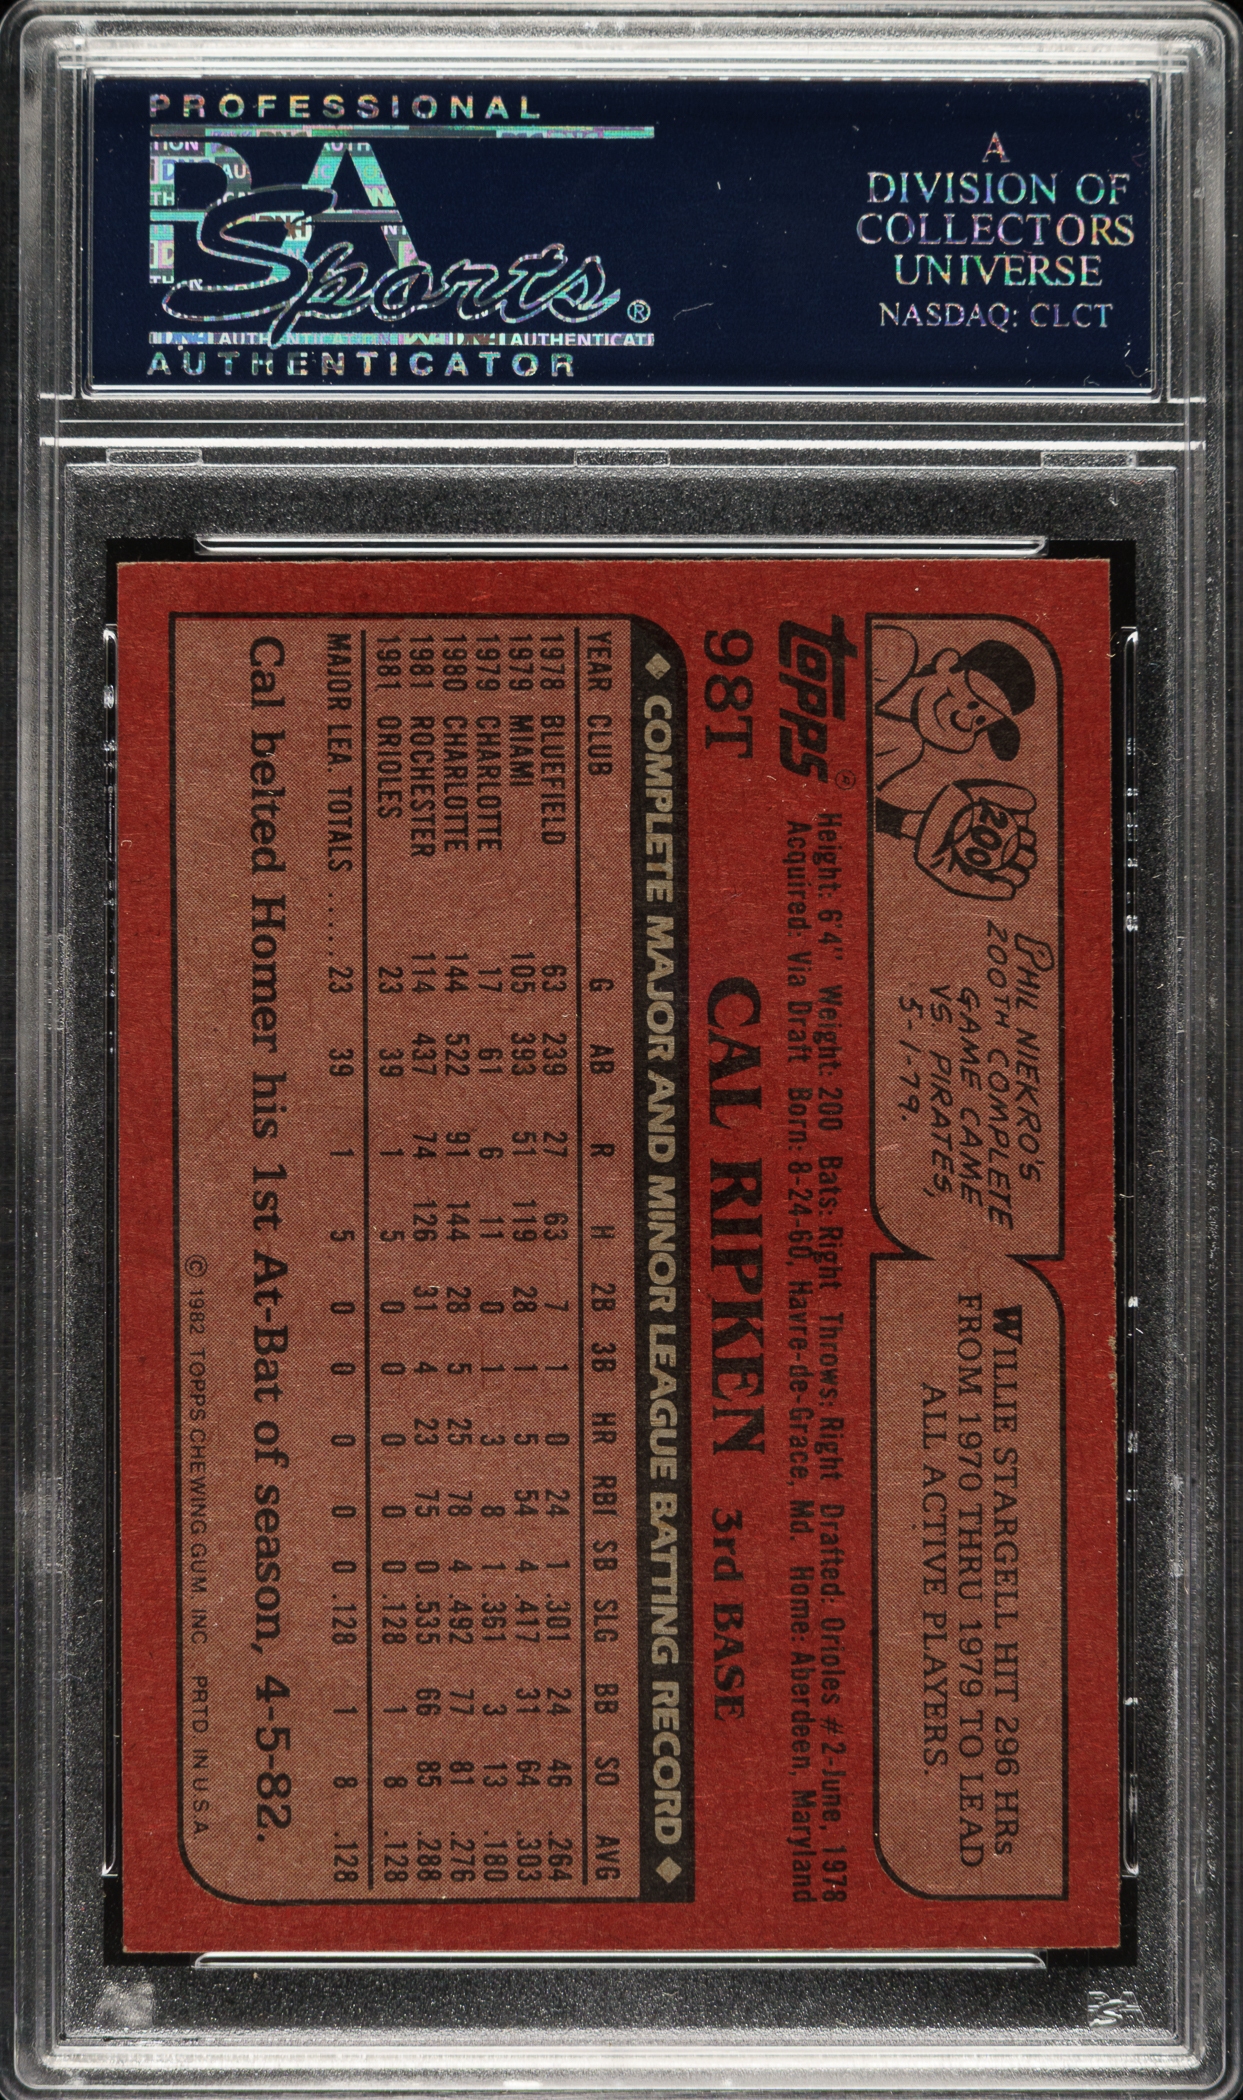 PROFESSIONAL
PSA
Sports®
AUTHENTICATOR
A
DIVISION OF
COLLECTORS
UNIVERSE
NASDAQ: CLCT
200
PHIL NIEKRO'S
200TH COMPLETE
GAME CAME
VS. PIRATES,
5-1-79.
WILLIE STARGELL HIT 296 HRs
FROM 1970 THRU 1979 TO LEAD
ALL ACTIVE PLAYERS.
topps®
Height: 6'4" Weight: 200 Bats: Right Throws: Right Drafted: Orioles #2-June, 1978
Acquired: Via Draft Born: 8-24-60, Havre-de-Grace, Md. Home: Aberdeen, Maryland
98T CAL RIPKEN 3rd BASE
◆ COMPLETE MAJOR AND MINOR LEAGUE BATTING RECORD ◆
YEAR CLUB G AB R H 2B 3B HR RBI SB SLG BB SO AVG
1978 BLUEFIELD 63 239 27 63 7 1 0 24 1 .301 24 46 .264
1979 MIAMI 105 393 51 119 28 1 5 54 4 .417 31 64 .303
1979 CHARLOTTE 17 61 6 11 0 1 3 8 1 .361 3 13 .180
1980 CHARLOTTE 144 522 91 144 28 5 25 78 4 .492 77 81 .276
1981 ROCHESTER 114 437 74 126 31 4 23 75 0 .535 66 85 .288
1981 ORIOLES 23 39 1 5 0 0 0 0 0 .128 1 8 .128
MAJOR LEA. TOTALS ..... 23 39 1 5 0 0 0 0 0 .128 1 8 .128
Cal belted Homer his 1st At-Bat of season, 4-5-82.
© 1982 TOPPS CHEWING GUM, INC. PRTD. IN U.S.A.
PSA